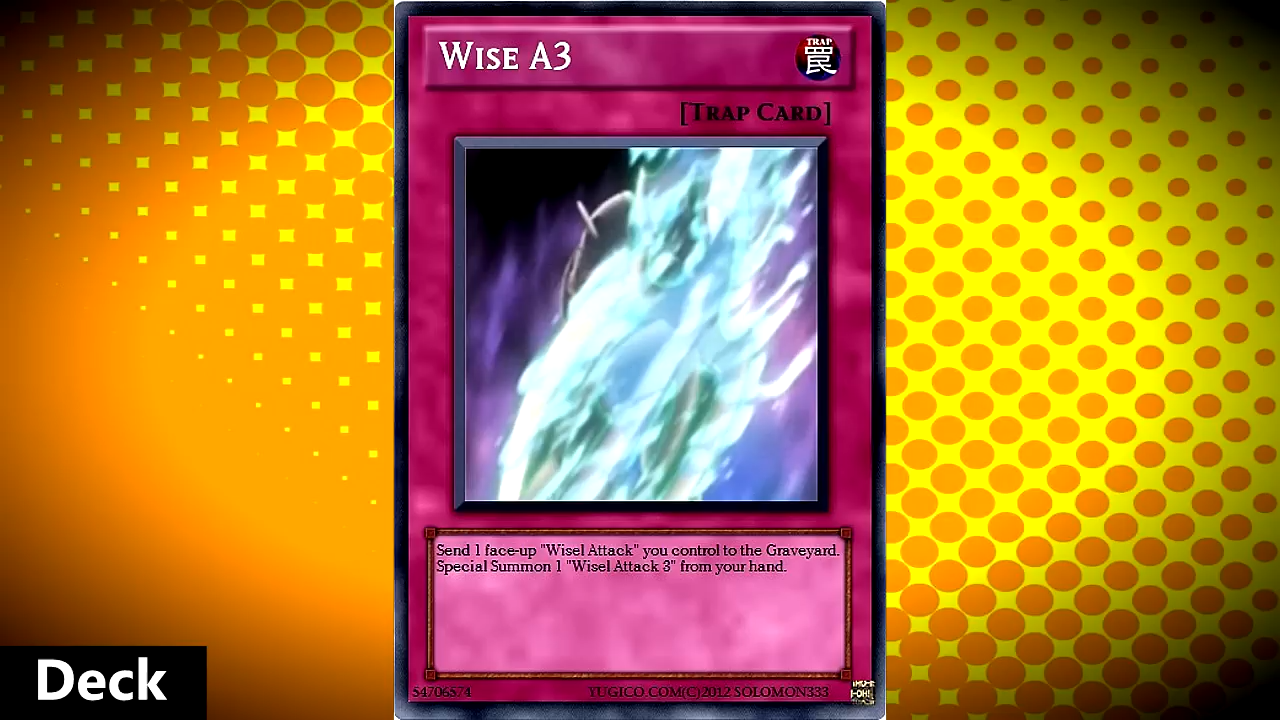 Wise A3
TRAP
罠
[Trap Card]
Send 1 face-up "Wisel Attack" you control to the Graveyard.
Special Summon 1 "Wisel Attack 3" from your hand.
54706574
YUGICO.COM(C)2012 SOLOMON333
Deck